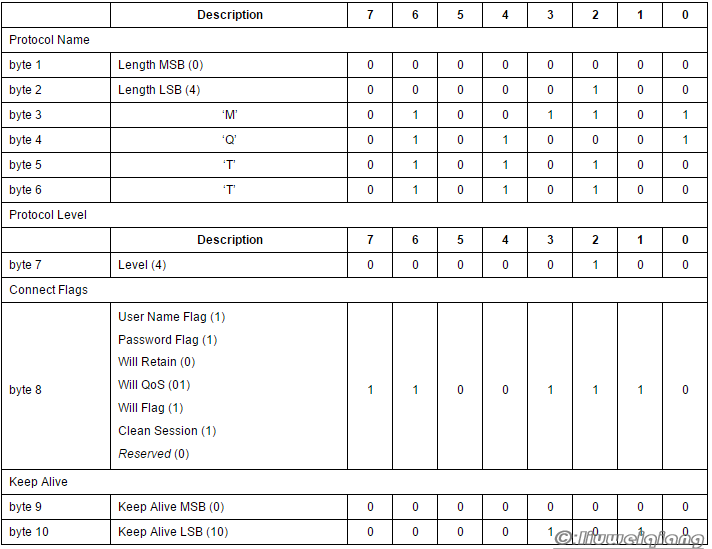 Description 7 6 5 4 3 2 1 0
Protocol Name
byte 1 Length MSB (0) 0 0 0 0 0 0 0 0
byte 2 Length LSB (4) 0 0 0 0 0 1 0 0
byte 3 ‘M’ 0 1 0 0 1 1 0 1
byte 4 ‘Q’ 0 1 0 1 0 0 0 1
byte 5 ‘T’ 0 1 0 1 0 1 0 0
byte 6 ‘T’ 0 1 0 1 0 1 0 0
Protocol Level
Description 7 6 5 4 3 2 1 0
byte 7 Level (4) 0 0 0 0 0 1 0 0
Connect Flags
User Name Flag (1)
Password Flag (1)
Will Retain (0)
Will QoS (01)
byte 8 1 1 0 0 1 1 1 0
Will Flag (1)
Clean Session (1)
Reserved (0)
Keep Alive
byte 9 Keep Alive MSB (0) 0 0 0 0 0 0 0 0
byte 10 Keep Alive LSB (10) 0 0 0 0 1 0 1 0
©:liuweiqiang